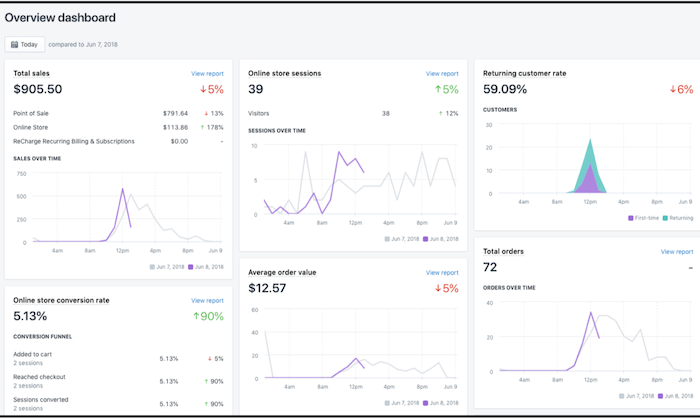 Overview dashboard
Today compared to Jun 7, 2018
Total sales View report
$905.50 ↓5%
Point of Sale $791.64 ↓ 13%
Online Store $113.86 ↑ 178%
ReCharge Recurring Billing & Subscriptions $0.00 -
SALES OVER TIME
750
500
250
0
4am 8am 12pm 4pm 8pm Jun 9
Jun 7, 2018 Jun 8, 2018
Online store conversion rate View report
5.13% ↑90%
CONVERSION FUNNEL
Added to cart 5.13% ↓ 5%
2 sessions
Reached checkout 5.13% ↑ 90%
2 sessions
Sessions converted 5.13% ↑ 90%
2 sessions
Online store sessions View report
39 ↑5%
Visitors 38 ↑ 12%
SESSIONS OVER TIME
10
5
0
4am 8am 12pm 4pm 8pm Jun 9
Jun 7, 2018 Jun 8, 2018
Average order value View report
$12.57 ↓5%
60
40
20
0
4am 8am 12pm 4pm 8pm Jun 9
Jun 7, 2018 Jun 8, 2018
Returning customer rate
59.09% ↓6%
CUSTOMERS
30
20
10
0
4am 8am 12pm 4pm 8pm Jun 9
First-time Returning
Total orders View report
72 -
ORDERS OVER TIME
40
20
0
4am 8am 12pm 4pm 8pm Jun 9
Jun 7, 2018 Jun 8, 2018